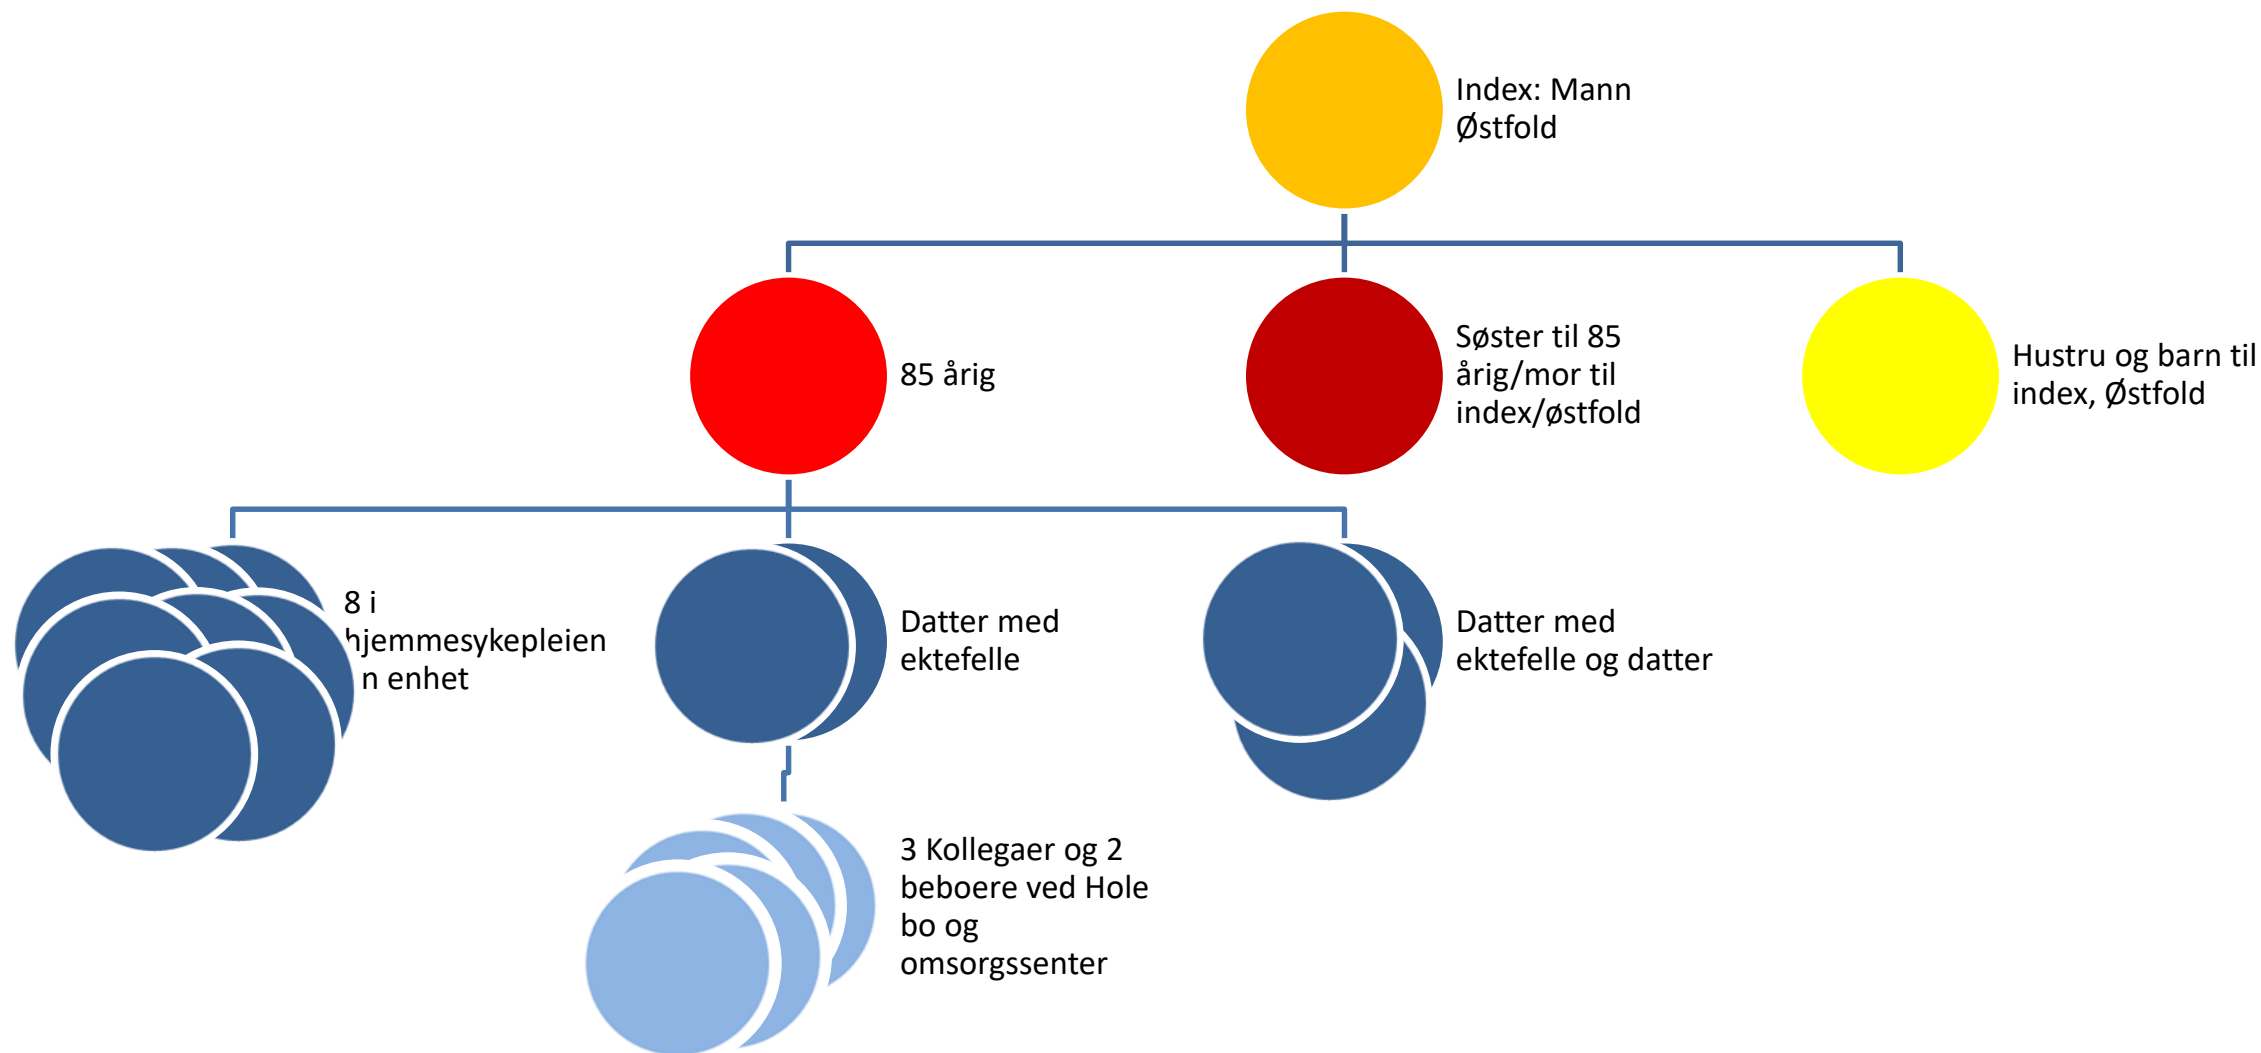 Index: Mann
Østfold
85 årig
Søster til 85
årig/mor til
index/østfold
Hustru og barn til
index, Østfold
8 i
hjemmesykepleien
n enhet
Datter med
ektefelle
Datter med
ektefelle og datter
3 Kollegaer og 2
beboere ved Hole
bo og
omsorgssenter